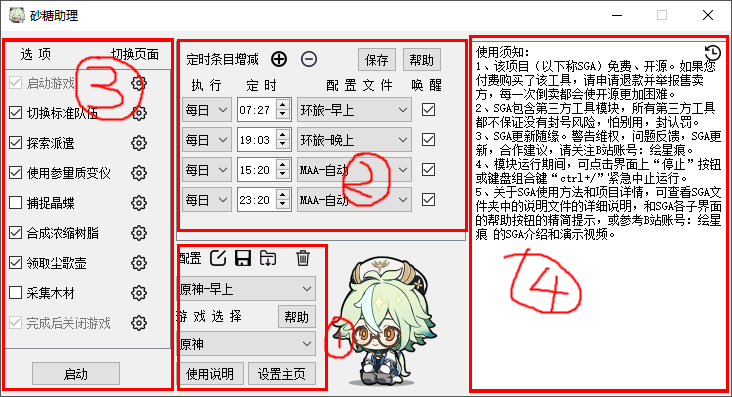 砂糖助理
选 项 切换页面
启动游戏
切换标准队伍
探索派遣
使用参量质变仪
捕捉晶蝶
合成浓缩树脂
领取尘歌壶
采集木材
完成后关闭游戏
启动
3
定时条目增减 保存 帮助
执 行 定 时 配 置 文 件 唤 醒
每日 07:27 环旅-早上
每日 19:03 环旅-晚上
每日 15:20 MAA-自动
每日 23:20 MAA-自动
2
配置
原神-早上
游 戏 选 择 帮助
原神
使用说明 设置主页
1
使用须知:
1、该项目（以下称SGA）免费、开源。如果您
付费购买了该工具，请申请退款并举报售卖
方，每一次倒卖都会使开源更加困难。
2、SGA包含第三方工具模块，所有第三方工具
都不保证没有封号风险，怕别用，封认罚。
3、SGA更新随缘。警告维权，问题反馈，SGA更
新，合作建议，请关注B站账号：绘星痕。
4、模块运行期间，可点击界面上“停止”按钮
或键盘组合键“ctrl+/”紧急中止运行。
5、关于SGA使用方法和项目详情，可查看SGA文
件夹中的说明文件的详细说明，和SGA各子界面
的帮助按钮的精简提示，或参考B站账号：绘星
痕 的SGA介绍和演示视频。
4